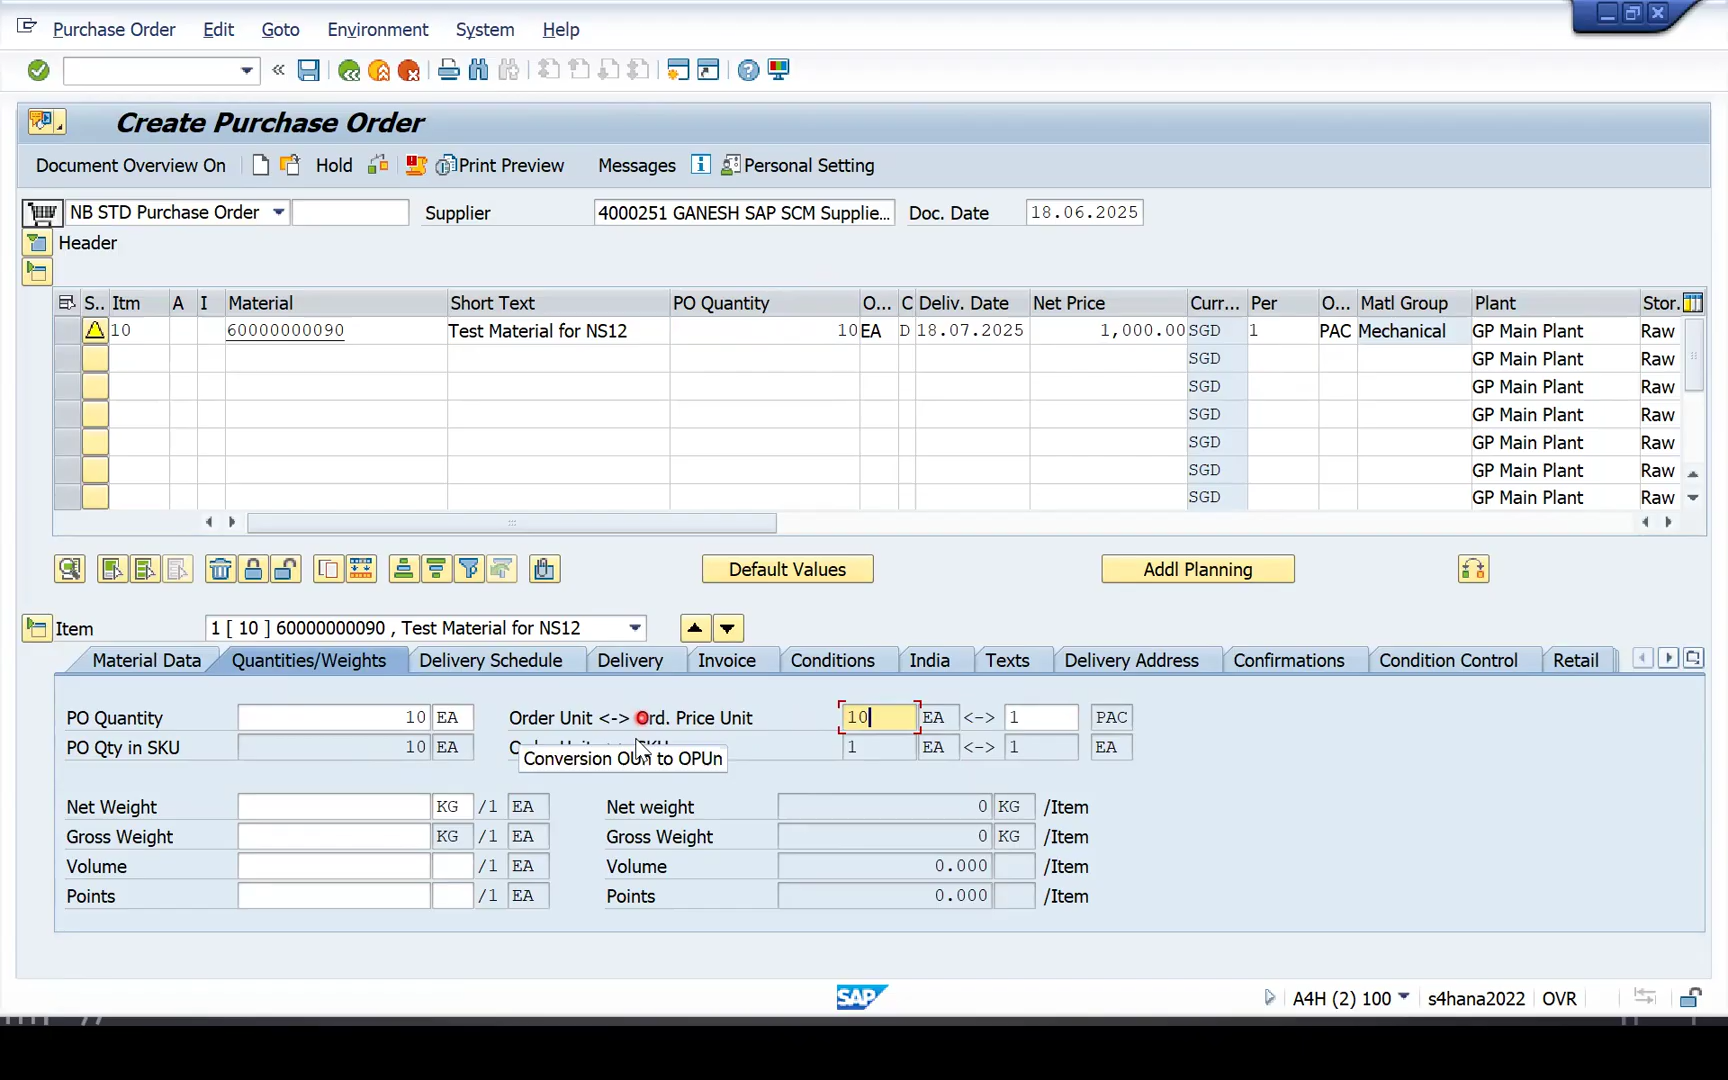 Purchase Order Edit Goto Environment System Help
Create Purchase Order
Document Overview On Hold Print Preview Messages Personal Setting
NB STD Purchase Order Supplier 4000251 GANESH SAP SCM Supplie... Doc. Date 18.06.2025
Header
S.. Itm A I Material Short Text PO Quantity O... C Deliv. Date Net Price Curr... Per O... Matl Group Plant Stor.
10 60000000090 Test Material for NS12 10 EA D 18.07.2025 1,000.00 SGD 1 PAC Mechanical GP Main Plant Raw
SGD GP Main Plant Raw
SGD GP Main Plant Raw
SGD GP Main Plant Raw
SGD GP Main Plant Raw
SGD GP Main Plant Raw
SGD GP Main Plant Raw
Default Values Addl Planning
Item 1 [ 10 ] 60000000090 , Test Material for NS12
Material Data Quantities/Weights Delivery Schedule Delivery Invoice Conditions India Texts Delivery Address Confirmations Condition Control Retail
PO Quantity 10 EA Order Unit <-> Ord. Price Unit 10 EA <-> 1 PAC
PO Qty in SKU 10 EA 1 EA <-> 1 EA
Conversion OUn to OPUn
Net Weight KG /1 EA Net weight 0 KG /Item
Gross Weight KG /1 EA Gross Weight 0 KG /Item
Volume /1 EA Volume 0.000 /Item
Points /1 EA Points 0.000 /Item
SAP A4H (2) 100 s4hana2022 OVR